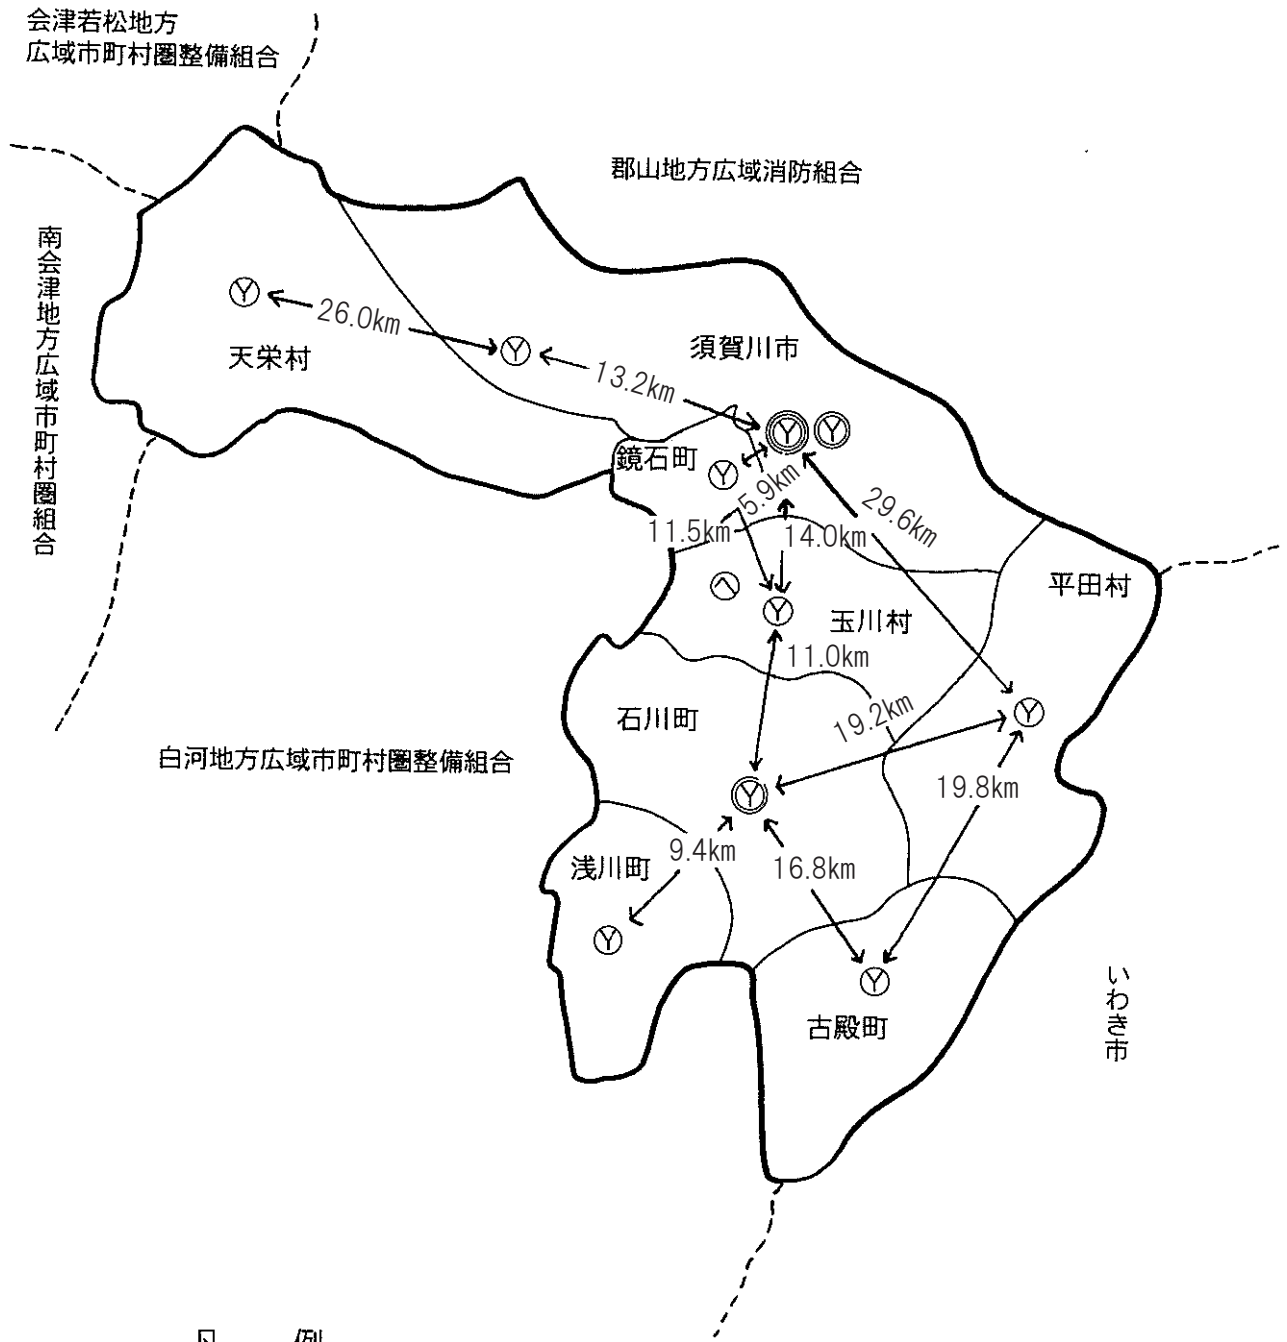 会津若松地方
広域市町村圏整備組合
郡山地方広域消防組合
南会津地方広域市町村圏組合
Y
26.0km
天栄村
Y
須賀川市
13.2km
Y
Y
鏡石町
Y
5.9km
29.6km
11.5km
14.0km
平田村
へ
Y
玉川村
11.0km
石川町
19.2km
Y
白河地方広域市町村圏整備組合
Y
19.8km
浅川町
9.4km
16.8km
Y
Y
古殿町
いわき市
凡 例